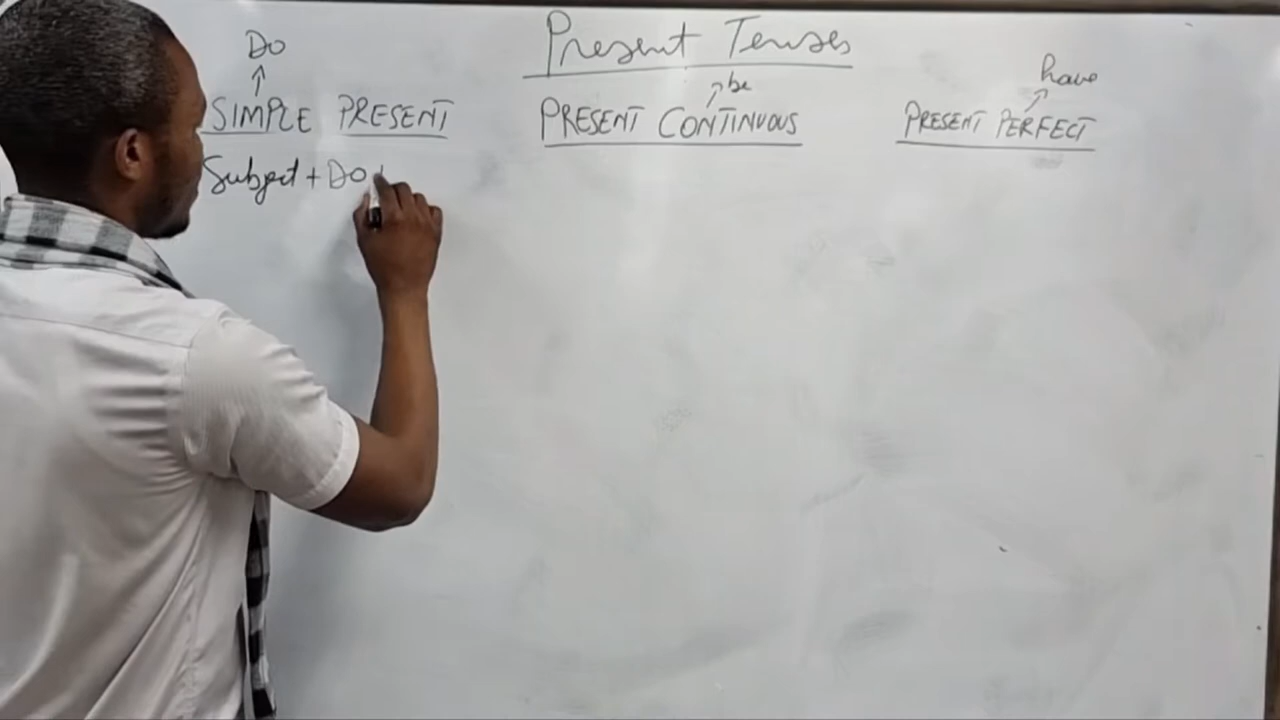 Present Tenses
Do
be
have
SIMPLE PRESENT
PRESENT CONTINUOUS
PRESENT PERFECT
Subject + DO +